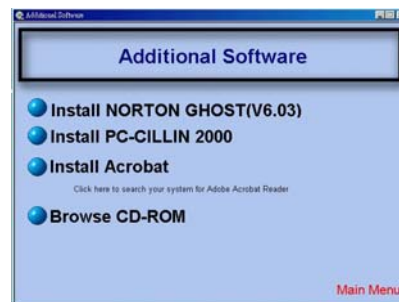 Additional Software
Additional Software
Install NORTON GHOST(V6.03)
Install PC-CILLIN 2000
Install Acrobat
Click here to search your system for Adobe Acrobat Reader
Browse CD-ROM
Main Menu